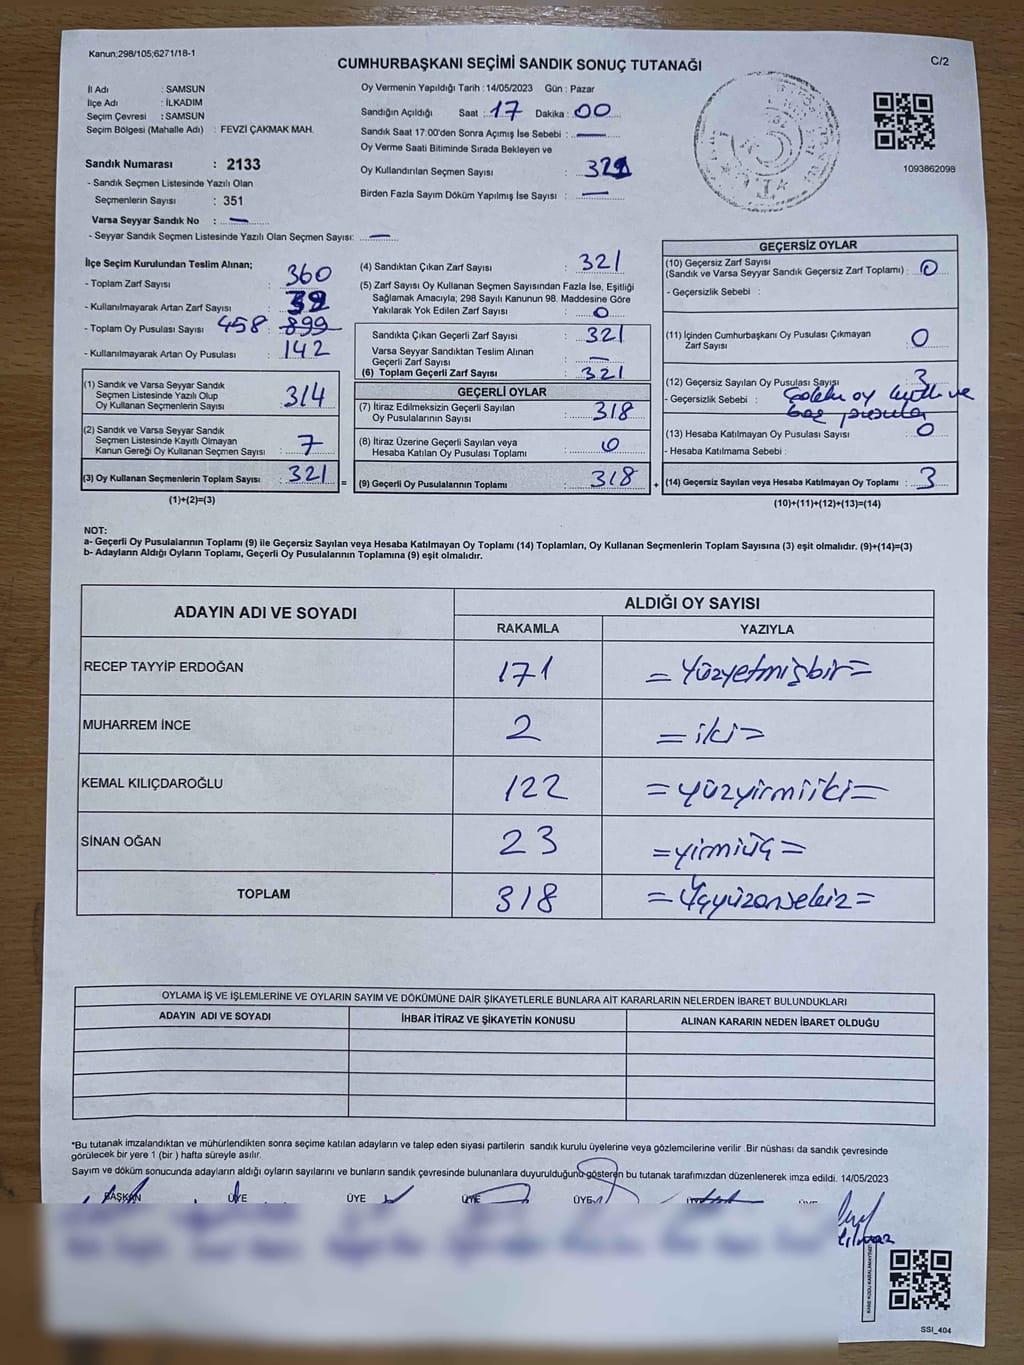 Kanun;298/105;6271/18-1
CUMHURBAŞKANI SEÇİMİ SANDIK SONUÇ TUTANAĞI
C/2
İl Adı : SAMSUN
İlçe Adı : İLKADIM
Seçim Çevresi : SAMSUN
Seçim Bölgesi (Mahalle Adı) : FEVZİ ÇAKMAK MAH.
Sandık Numarası : 2133
- Sandık Seçmen Listesinde Yazılı Olan
Seçmenlerin Sayısı : 351
Varsa Seyyar Sandık No : —
- Seyyar Sandık Seçmen Listesinde Yazılı Olan Seçmen Sayısı: —
Oy Vermenin Yapıldığı Tarih : 14/05/2023 Gün : Pazar
Sandığın Açıldığı Saat : 17 Dakika : 00
Sandık Saat 17:00'den Sonra Açımış İse Sebebi : —
Oy Verme Saati Bitiminde Sırada Bekleyen ve
Oy Kullandırılan Seçmen Sayısı : 321
Birden Fazla Sayım Döküm Yapılmış İse Sayısı : —
1093862098
İlçe Seçim Kurulundan Teslim Alınan;
- Toplam Zarf Sayısı : 360
- Kullanılmayarak Artan Zarf Sayısı : 39
- Toplam Oy Pusulası Sayısı 458 : 899
- Kullanılmayarak Artan Oy Pusulası : 142
(1) Sandık ve Varsa Seyyar Sandık
Seçmen Listesinde Yazılı Olup
Oy Kullanan Seçmenlerin Sayısı : 314
(2) Sandık ve Varsa Seyyar Sandık
Seçmen Listesinde Kayıtlı Olmayan
Kanun Gereği Oy Kullanan Seçmen Sayısı : 7
(3) Oy Kullanan Seçmenlerin Toplam Sayısı : 321 =
(1)+(2)=(3)
(4) Sandıktan Çıkan Zarf Sayısı : 321
(5) Zarf Sayısı Oy Kullanan Seçmen Sayısından Fazla İse, Eşitliği
Sağlamak Amacıyla; 298 Sayılı Kanunun 98. Maddesine Göre
Yakılarak Yok Edilen Zarf Sayısı : 0
Sandıkta Çıkan Geçerli Zarf Sayısı : 321
Varsa Seyyar Sandıktan Teslim Alınan
Geçerli Zarf Sayısı : —
(6) Toplam Geçerli Zarf Sayısı : 321
GEÇERLİ OYLAR
(7) İtiraz Edilmeksizin Geçerli Sayılan
Oy Pusulalarının Sayısı : 318
(8) İtiraz Üzerine Geçerli Sayılan veya
Hesaba Katılan Oy Pusulası Toplamı : 0
(9) Geçerli Oy Pusulalarının Toplamı : 318 +
GEÇERSİZ OYLAR
(10) Geçersiz Zarf Sayısı
(Sandık ve Varsa Seyyar Sandık Geçersiz Zarf Toplamı) : 0
- Geçersizlik Sebebi :
(11) İçinden Cumhurbaşkanı Oy Pusulası Çıkmayan
Zarf Sayısı : 0
(12) Geçersiz Sayılan Oy Pusulası Sayısı : 3
- Geçersizlik Sebebi : oy ve
(13) Hesaba Katılmayan Oy Pusulası Sayısı : 0
- Hesaba Katılmama Sebebi :
(14) Geçersiz Sayılan veya Hesaba Katılmayan Oy Toplamı : 3
(10)+(11)+(12)+(13)=(14)
NOT:
a- Geçerli Oy Pusulalarının Toplamı (9) ile Geçersiz Sayılan veya Hesaba Katılmayan Oy Toplamı (14) Toplamları, Oy Kullanan Seçmenlerin Toplam Sayısına (3) eşit olmalıdır. (9)+(14)=(3)
b- Adayların Aldığı Oyların Toplamı, Geçerli Oy Pusulalarının Toplamına (9) eşit olmalıdır.
ADAYIN ADI VE SOYADI
ALDIĞI OY SAYISI
RAKAMLA YAZIYLA
RECEP TAYYİP ERDOĞAN 171 = Yüzyetmişbir =
MUHARREM İNCE 2 = iki =
KEMAL KILIÇDAROĞLU 122 = yüzyirmiiki =
SİNAN OĞAN 23 = yirmiüç =
TOPLAM 318 = Üçyüzonsekiz =
OYLAMA İŞ VE İŞLEMLERİNE VE OYLARIN SAYIM VE DÖKÜMÜNE DAİR ŞİKAYETLERLE BUNLARA AİT KARARLARIN NELERDEN İBARET BULUNDUKLARI
ADAYIN ADI VE SOYADI İHBAR İTİRAZ VE ŞİKAYETİN KONUSU ALINAN KARARIN NEDEN İBARET OLDUĞU
*Bu tutanak imzalandıktan ve mühürlendikten sonra seçime katılan adayların ve talep eden siyasi partilerin sandık kurulu üyelerine veya gözlemcilerine verilir .Bir nüshası da sandık çevresinde
görülecek bir yere 1 (bir ) hafta süreyle asılır.
Sayım ve döküm sonucunda adayların aldığı oyların sayılarını ve bunların sandık çevresinde bulunanlara duyurulduğunu gösteren bu tutanak tarafımızdan düzenlenerek imza edildi. 14/05/2023
BAŞKAN ÜYE ÜYE ÜYE ÜYE
SSI_404